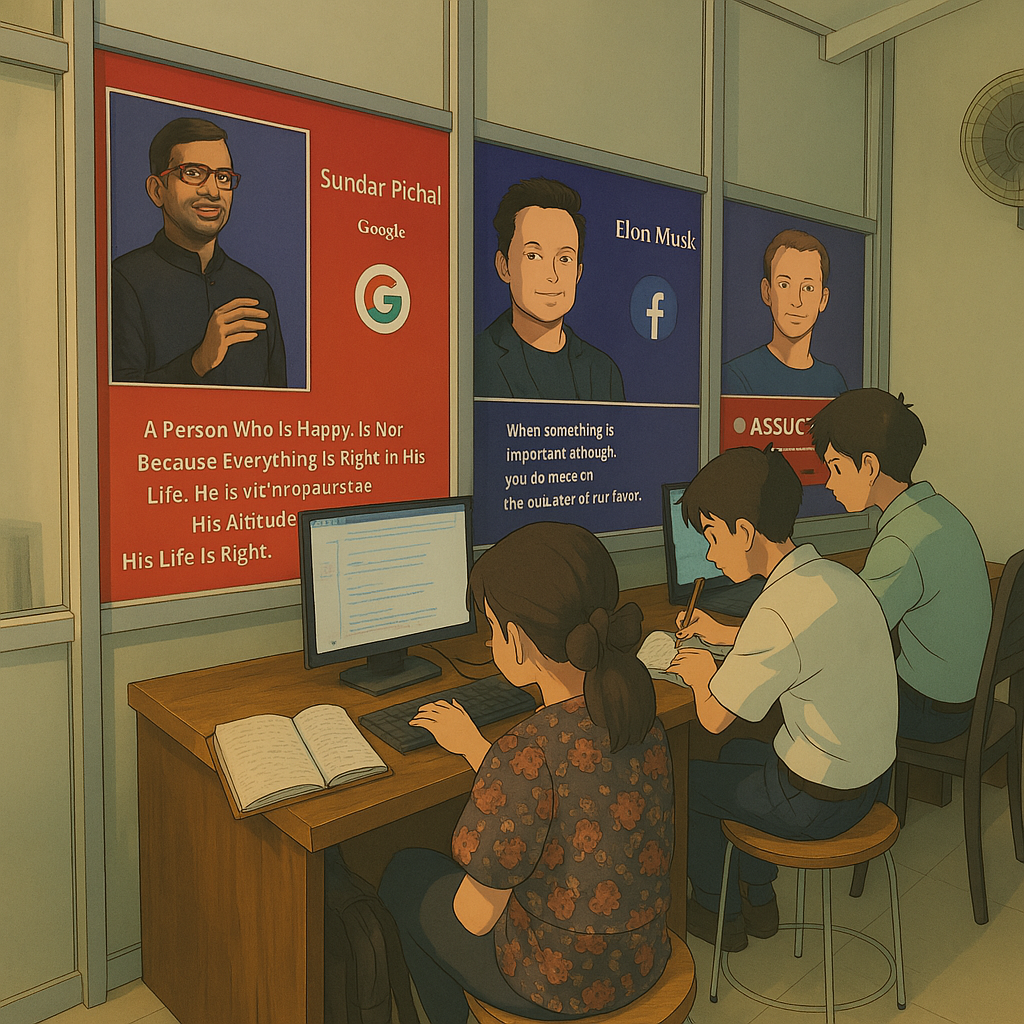 Sundar Pichal
Google
G
A Person Who Is Happy. Is Nor
Because Everything Is Right in His
Life. He is vit'nropaurstae
His Aititude
His Life Is Right.
Elon Musk
f
When something is
important athough.
you do mece on
the ouiLater of rur favor.
ASSUCT